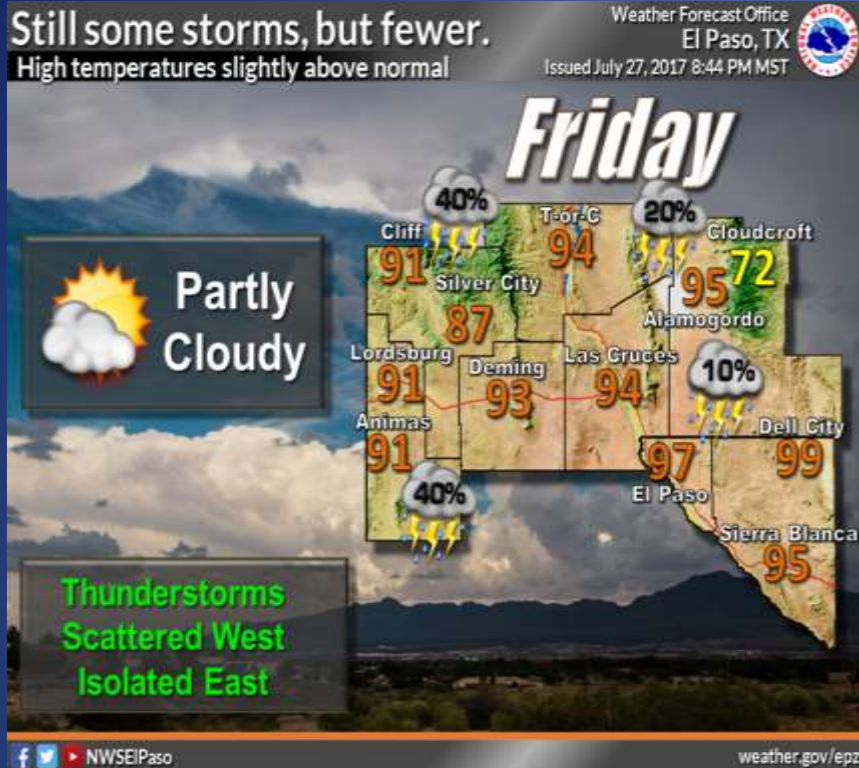 Still some storms, but fewer.
High temperatures slightly above normal
Weather Forecast Office
El Paso, TX
Issued July 27, 2017 8:44 PM MST
Friday
40%
20%
Cliff
T-or-C
Cloudcroft
91
94
95
72
Silver City
Alamogordo
87
Lordsburg
Deming
Las Cruces
10%
91
93
94
Animas
Dell City
91
97
99
40%
El Paso
Sierra Blanca
95
Partly
Cloudy
Thunderstorms
Scattered West
Isolated East
NWSElPaso
weather.gov/epz